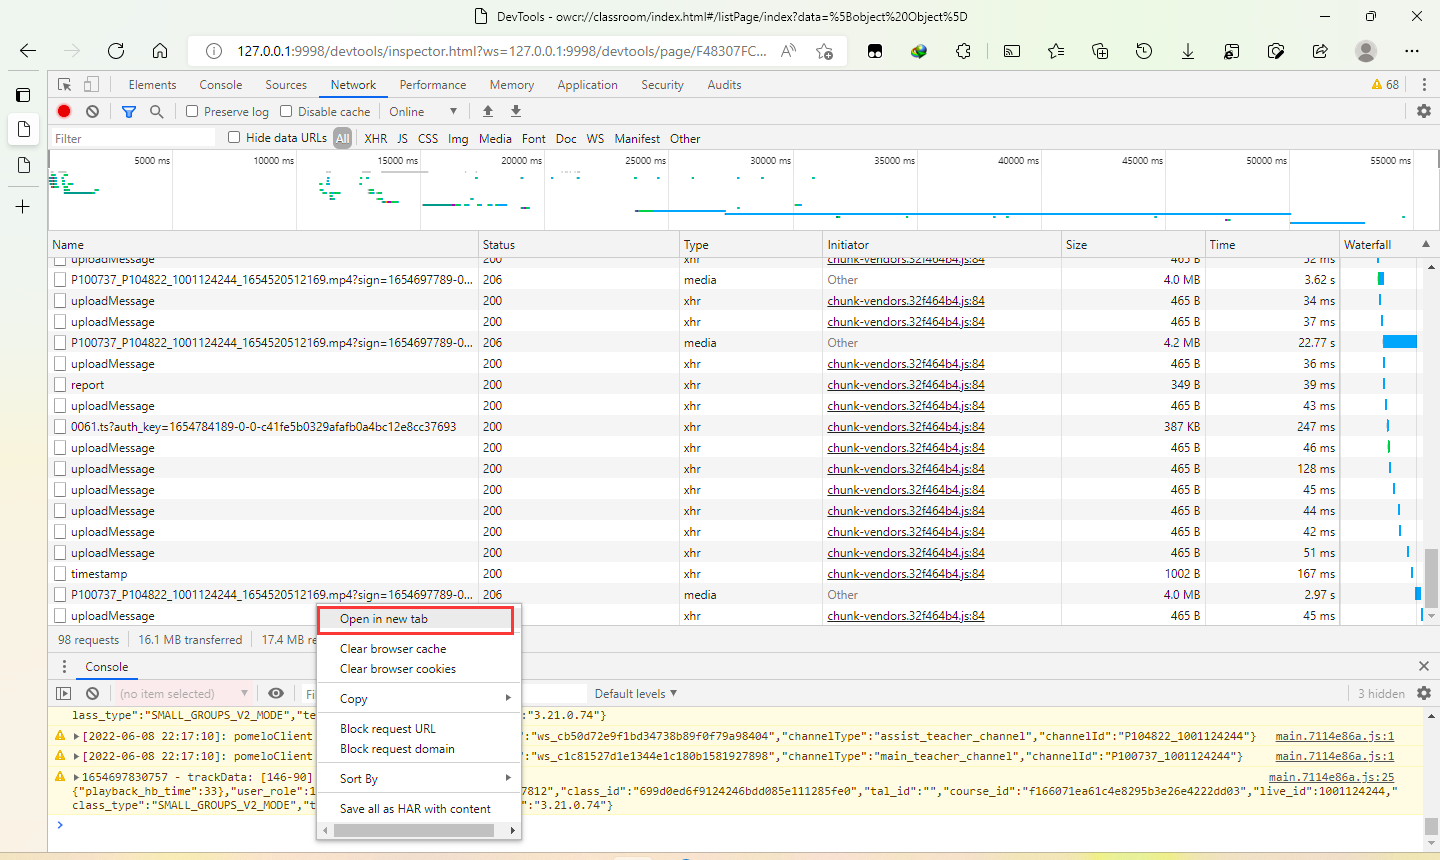 DevTools - owcr://classroom/index.html#/listPage/index?data=%5Bobject%20Object%5D
127.0.0.1:9998/devtools/inspector.html?ws=127.0.0.1:9998/devtools/page/F48307FC...
Elements Console Sources Network Performance Memory Application Security Audits 68
Preserve log Disable cache Online
Filter Hide data URLs All XHR JS CSS Img Media Font Doc WS Manifest Other
5000 ms 10000 ms 15000 ms 20000 ms 25000 ms 30000 ms 35000 ms 40000 ms 45000 ms 50000 ms 55000 ms
Name Status Type Initiator Size Time Waterfall
uploadMessage 200 xhr chunk-vendors.32f464b4.js:84 465 B 52 ms
P100737_P104822_1001124244_1654520512169.mp4?sign=1654697789-0... 206 media Other 4.0 MB 3.62 s
uploadMessage 200 xhr chunk-vendors.32f464b4.js:84 465 B 34 ms
uploadMessage 200 xhr chunk-vendors.32f464b4.js:84 465 B 37 ms
P100737_P104822_1001124244_1654520512169.mp4?sign=1654697789-0... 206 media Other 4.2 MB 22.77 s
uploadMessage 200 xhr chunk-vendors.32f464b4.js:84 465 B 36 ms
report 200 xhr chunk-vendors.32f464b4.js:84 349 B 39 ms
uploadMessage 200 xhr chunk-vendors.32f464b4.js:84 465 B 43 ms
0061.ts?auth_key=1654784189-0-0-c41fe5b0329afafb0a4bc12e8cc37693 200 xhr chunk-vendors.32f464b4.js:84 387 KB 247 ms
uploadMessage 200 xhr chunk-vendors.32f464b4.js:84 465 B 46 ms
uploadMessage 200 xhr chunk-vendors.32f464b4.js:84 465 B 128 ms
uploadMessage 200 xhr chunk-vendors.32f464b4.js:84 465 B 45 ms
uploadMessage 200 xhr chunk-vendors.32f464b4.js:84 465 B 44 ms
uploadMessage 200 xhr chunk-vendors.32f464b4.js:84 465 B 42 ms
uploadMessage 200 xhr chunk-vendors.32f464b4.js:84 465 B 51 ms
timestamp 200 xhr chunk-vendors.32f464b4.js:84 1002 B 167 ms
P100737_P104822_1001124244_1654520512169.mp4?sign=1654697789-0... 206 media Other 4.0 MB 2.97 s
uploadMessage xhr chunk-vendors.32f464b4.js:84 465 B 45 ms
98 requests 16.1 MB transferred 17.4 MB re
Open in new tab
Clear browser cache
Clear browser cookies
Copy
Block request URL
Block request domain
Sort By
Save all as HAR with content
Console
(no item selected) Fi Default levels 3 hidden
lass_type":"SMALL_GROUPS_V2_MODE","te :"3.21.0.74"}
[2022-06-08 22:17:10]: pomeloClient "ws_cb50d72e9f1bd34738b89f0f79a98404","channelType":"assist_teacher_channel","channelId":"P104822_1001124244"} main.7114e86a.js:1
[2022-06-08 22:17:10]: pomeloClient "ws_c1c81527d1e1344e1c180b1581927898","channelType":"main_teacher_channel","channelId":"P100737_1001124244"} main.7114e86a.js:1
1654697830757 - trackData: [146-90] main.7114e86a.js:25
{"playback_hb_time":33},"user_role":1 7812","class_id":"699d0ed6f9124246bdd085e111285fe0","tal_id":"","course_id":"f166071ea61c4e8295b3e26e4222dd03","live_id":1001124244,"
class_type":"SMALL_GROUPS_V2_MODE","t :"3.21.0.74"}